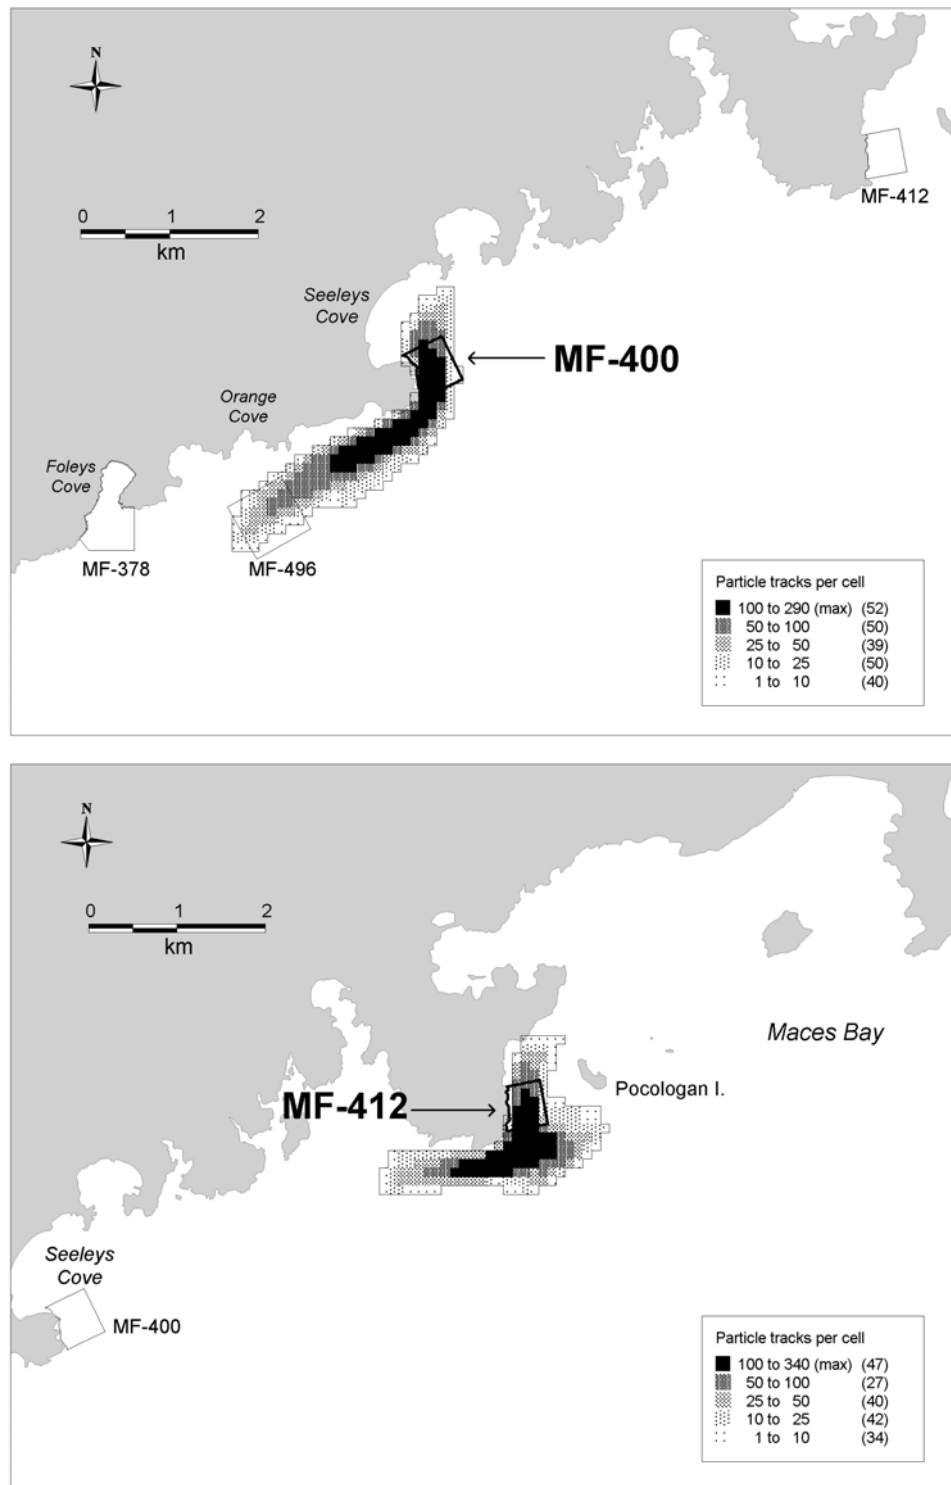 N
MF-412
0 1 2
km
Seeleys
Cove
MF-400
Orange
Cove
Foleys
Cove
MF-378
MF-496
Particle tracks per cell
100 to 290 (max) (52)
50 to 100 (50)
25 to 50 (39)
10 to 25 (50)
1 to 10 (40)
N
0 1 2
km
Maces Bay
Pocologan I.
MF-412
Seeleys
Cove
MF-400
Particle tracks per cell
100 to 340 (max) (47)
50 to 100 (27)
25 to 50 (40)
10 to 25 (42)
1 to 10 (34)